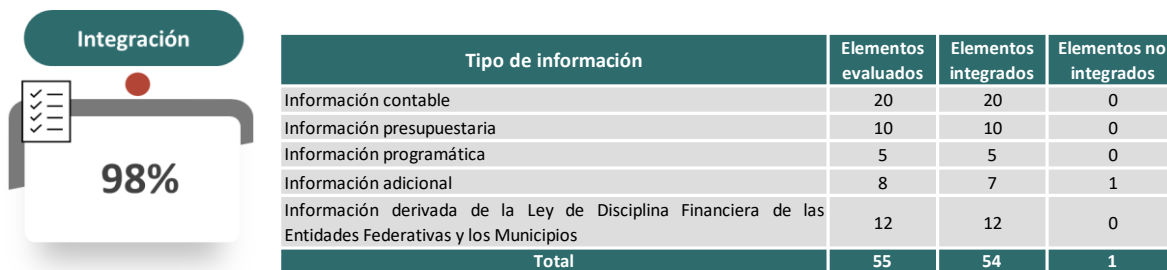 Integración
98%
Tipo de información
Elementos evaluados
Elementos integrados
Elementos no integrados
Información contable 20 20 0
Información presupuestaria 10 10 0
Información programática 5 5 0
Información adicional 8 7 1
Información derivada de la Ley de Disciplina Financiera de las
Entidades Federativas y los Municipios 12 12 0
Total 55 54 1